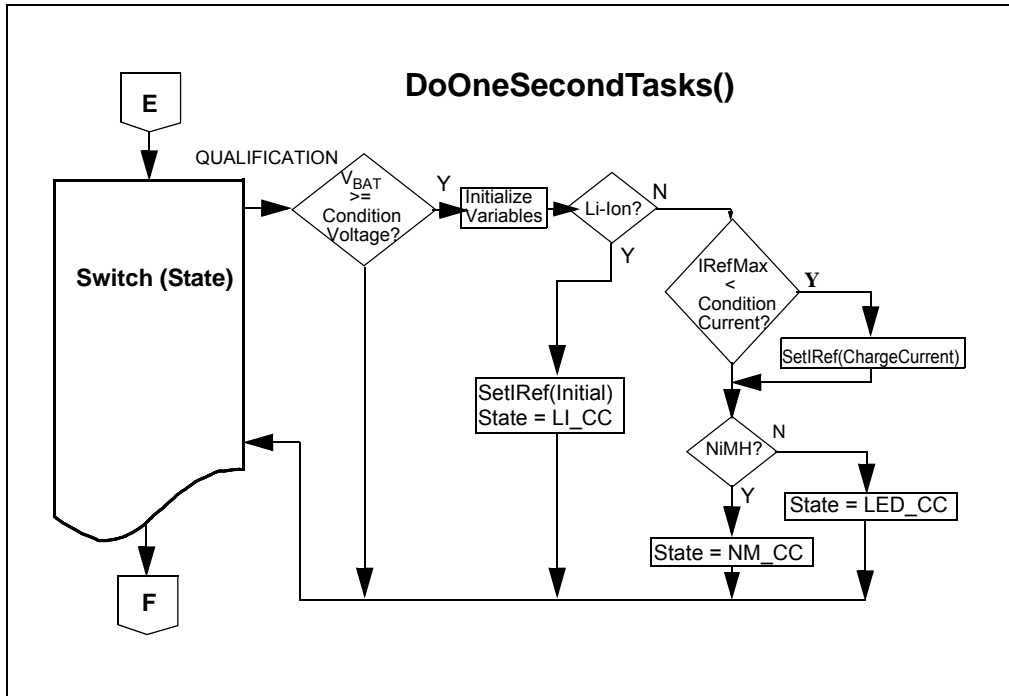 DoOneSecondTasks()
E
QUALIFICATION
Switch (State)
VBAT
>=
Condition
Voltage?
Y
Initialize
Variables
Li-Ion?
N
Y
IRefMax
<
Condition
Current?
Y
SetIRef(ChargeCurrent)
SetIRef(Initial)
State = LI_CC
NiMH?
N
Y
State = LED_CC
State = NM_CC
F